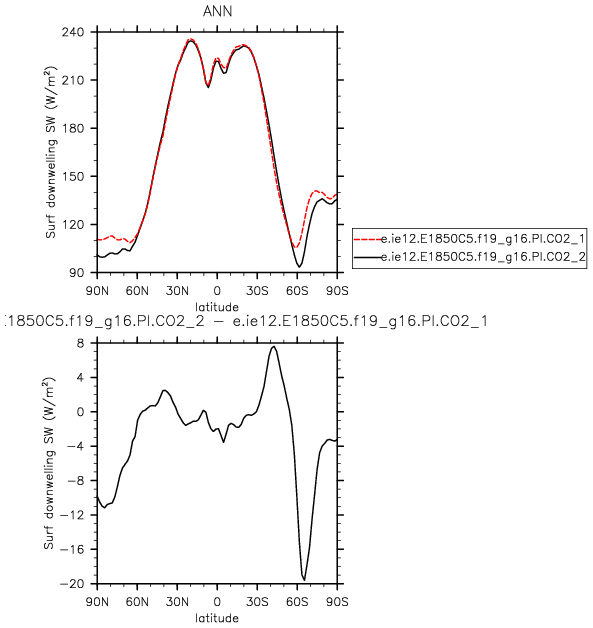 ANN
Surf downwelling SW (W/m²)
240
210
180
150
120
90
90N 60N 30N 0 30S 60S 90S
latitude
e.ie12.E1850C5.f19_g16.PI.CO2_1
e.ie12.E1850C5.f19_g16.PI.CO2_2
:1850C5.f19_g16.PI.CO2_2 – e.ie12.E1850C5.f19_g16.PI.CO2_1
Surf downwelling SW (W/m²)
8
4
0
−4
−8
−12
−16
−20
90N 60N 30N 0 30S 60S 90S
latitude